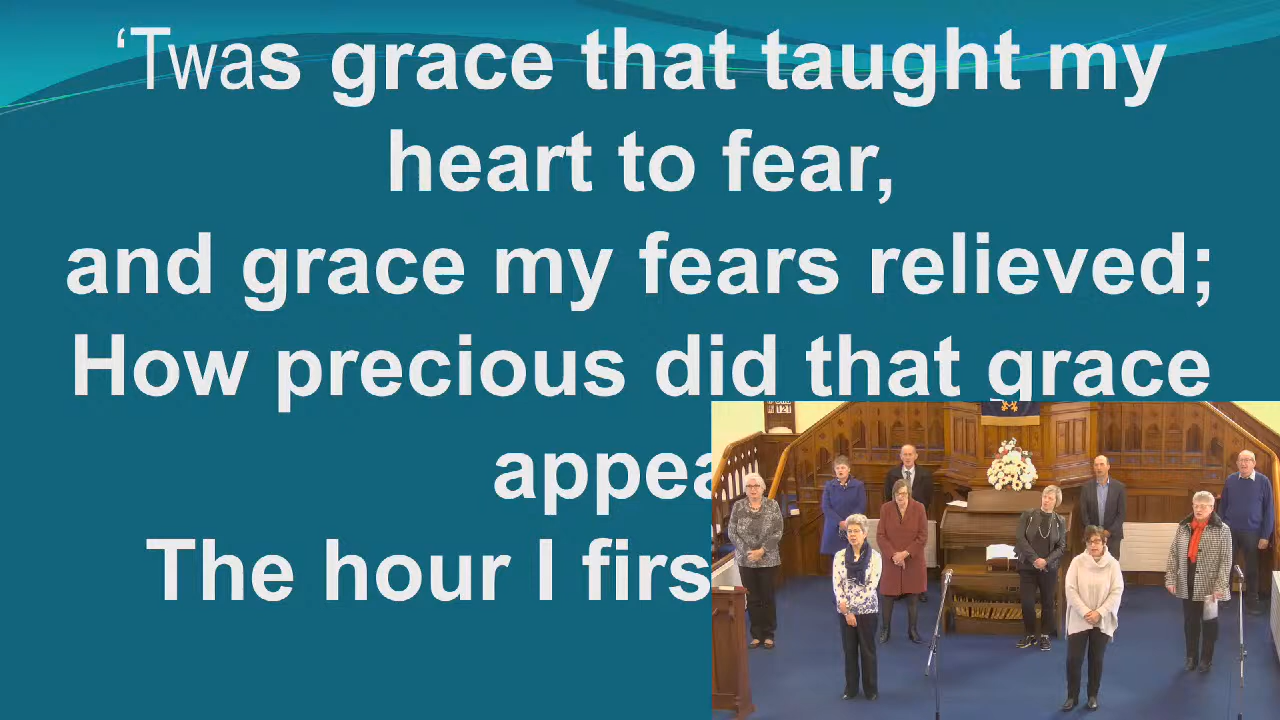 ‘Twas grace that taught my
heart to fear,
and grace my fears relieved;
How precious did that grace
appea
The hour I firs
121